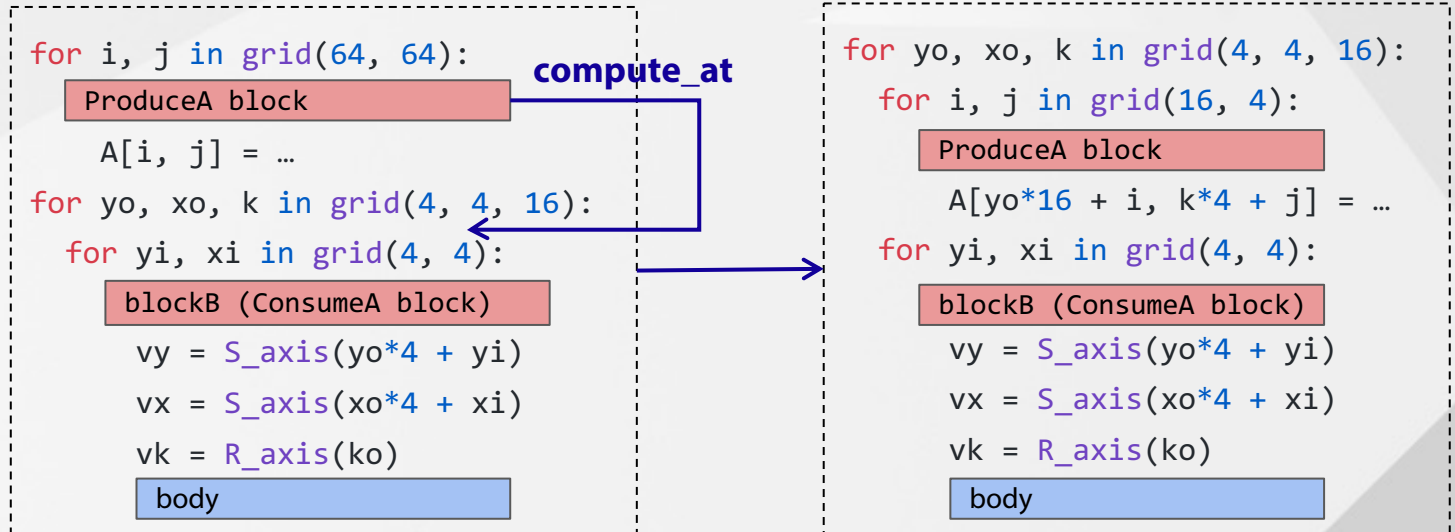 for i, j in grid(64, 64):
ProduceA block
A[i, j] = …
for yo, xo, k in grid(4, 4, 16):
for yi, xi in grid(4, 4):
blockB (ConsumeA block)
vy = S_axis(yo*4 + yi)
vx = S_axis(xo*4 + xi)
vk = R_axis(ko)
body
compute_at
for yo, xo, k in grid(4, 4, 16):
for i, j in grid(16, 4):
ProduceA block
A[yo*16 + i, k*4 + j] = …
for yi, xi in grid(4, 4):
blockB (ConsumeA block)
vy = S_axis(yo*4 + yi)
vx = S_axis(xo*4 + xi)
vk = R_axis(ko)
body